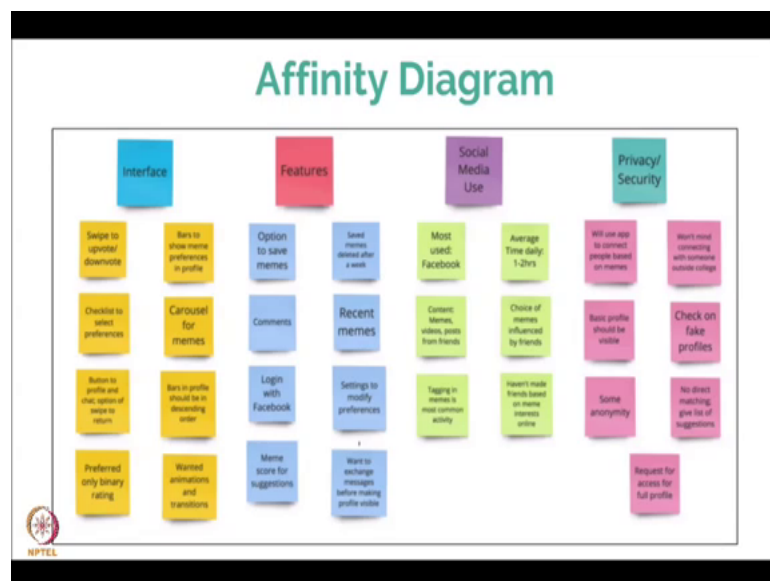 Affinity Diagram
Interface
Features
Social
Media
Use
Privacy/
Security
Swipe to
upvote/
downvote
Bars to
show meme
preferences
in profile
Option
to save
memes
Saved
memes
deleted after
a week
Most
used:
Facebook
Average
Time daily:
1-2hrs
Will use app
to connect
people based
on memes
Won't mind
connecting
with someone
outside college
Checklist to
select
preferences
Carousel
for
memes
Comments
Recent
memes
Content:
Memes,
videos, posts
from friends
Choice of
memes
influenced
by friends
Basic profile
should be
visible
Check on
fake
profiles
Button to
profile and
chat; option of
swipe to
return
Bars in profile
should be in
descending
order
Login
with
Facebook
Settings to
modify
preferences
Tagging in
memes is
most common
activity
Haven't made
friends based
on meme
interests
online
Some
anonymity
No direct
matching;
give list of
suggestions
Preferred
only binary
rating
Wanted
animations
and
transitions
Meme
score for
suggestions
Want to
exchange
messages
before making
profile visible
Request for
access for
full profile
NPTEL